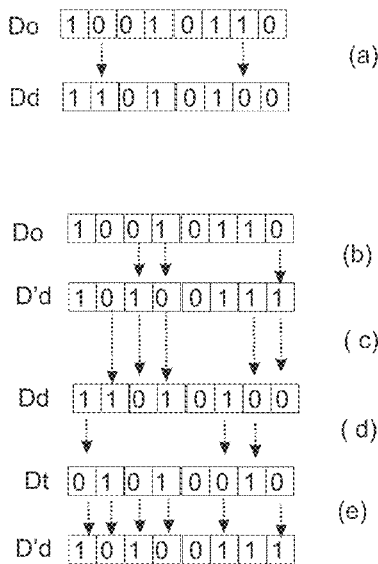 Do 1 0 0 1 0 1 1 0
(a)
Dd 1 1 0 1 0 1 0 0
Do 1 0 0 1 0 1 1 0
(b)
D'd 1 0 1 0 0 1 1 1
( c)
Dd 1 1 0 1 0 1 0 0
( d)
Dt 0 1 0 1 0 0 1 0
(e)
D'd 1 0 1 0 0 1 1 1